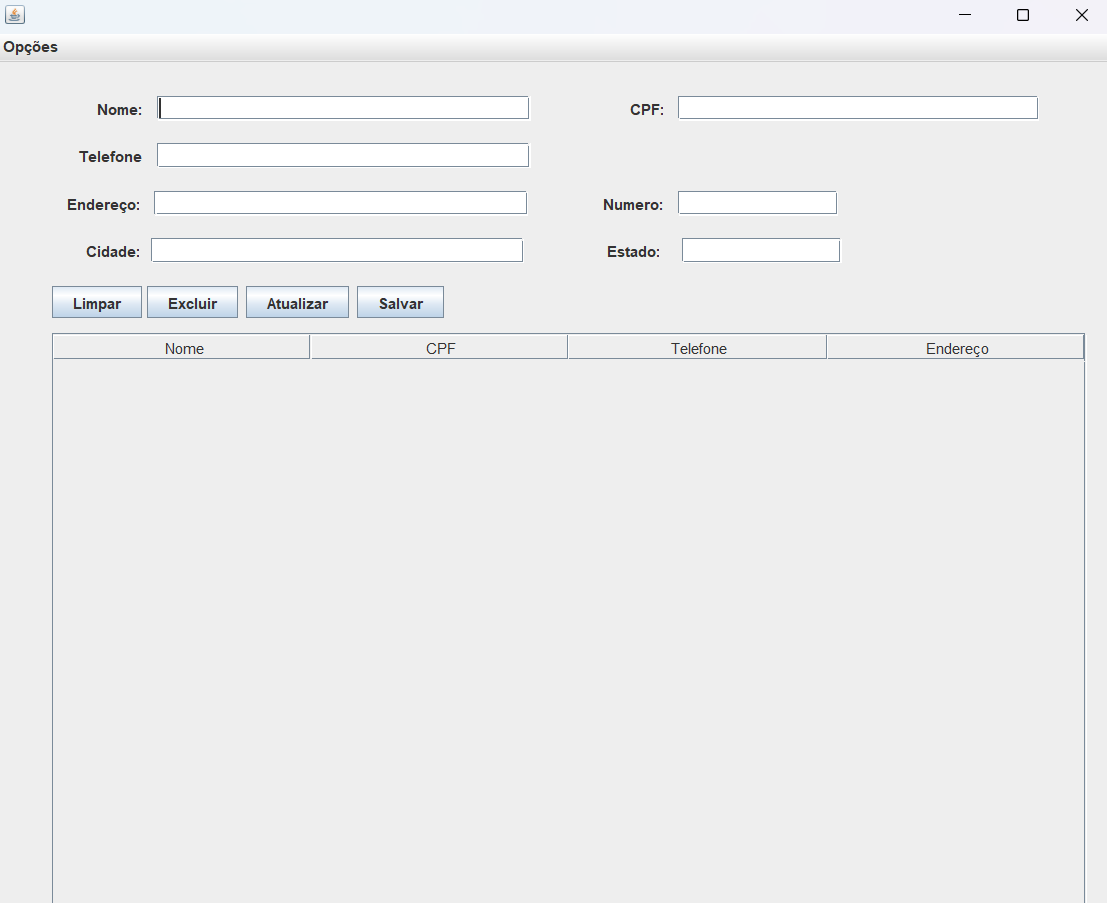 Opções
Nome: CPF:
Telefone
Endereço: Numero:
Cidade: Estado:
Limpar Excluir Atualizar Salvar
Nome CPF Telefone Endereço